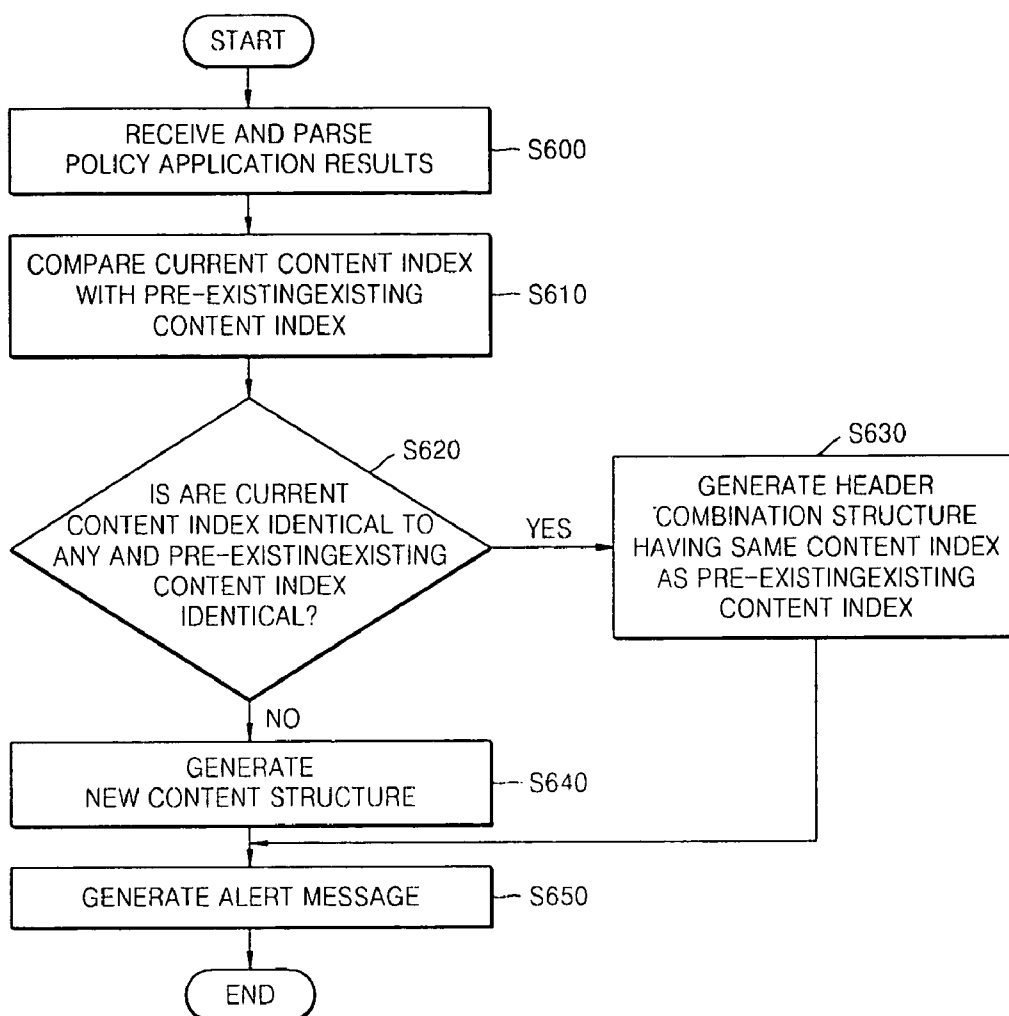 START
RECEIVE AND PARSE
POLICY APPLICATION RESULTS
S600
COMPARE CURRENT CONTENT INDEX
WITH PRE-EXISTINGEXISTING
CONTENT INDEX
S610
S620
IS ARE CURRENT
CONTENT INDEX IDENTICAL TO
ANY AND PRE-EXISTINGEXISTING
CONTENT INDEX
IDENTICAL?
YES
S630
GENERATE HEADER
COMBINATION STRUCTURE
HAVING SAME CONTENT INDEX
AS PRE-EXISTINGEXISTING
CONTENT INDEX
NO
GENERATE
NEW CONTENT STRUCTURE
S640
GENERATE ALERT MESSAGE
S650
END